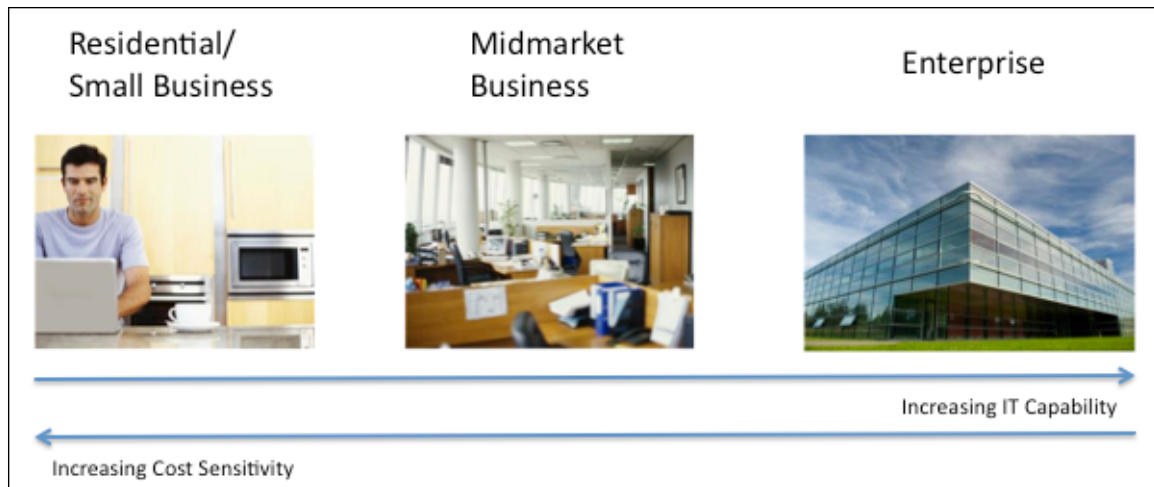 Residential/
Small Business
Midmarket
Business
Enterprise
Increasing IT Capability
Increasing Cost Sensitivity